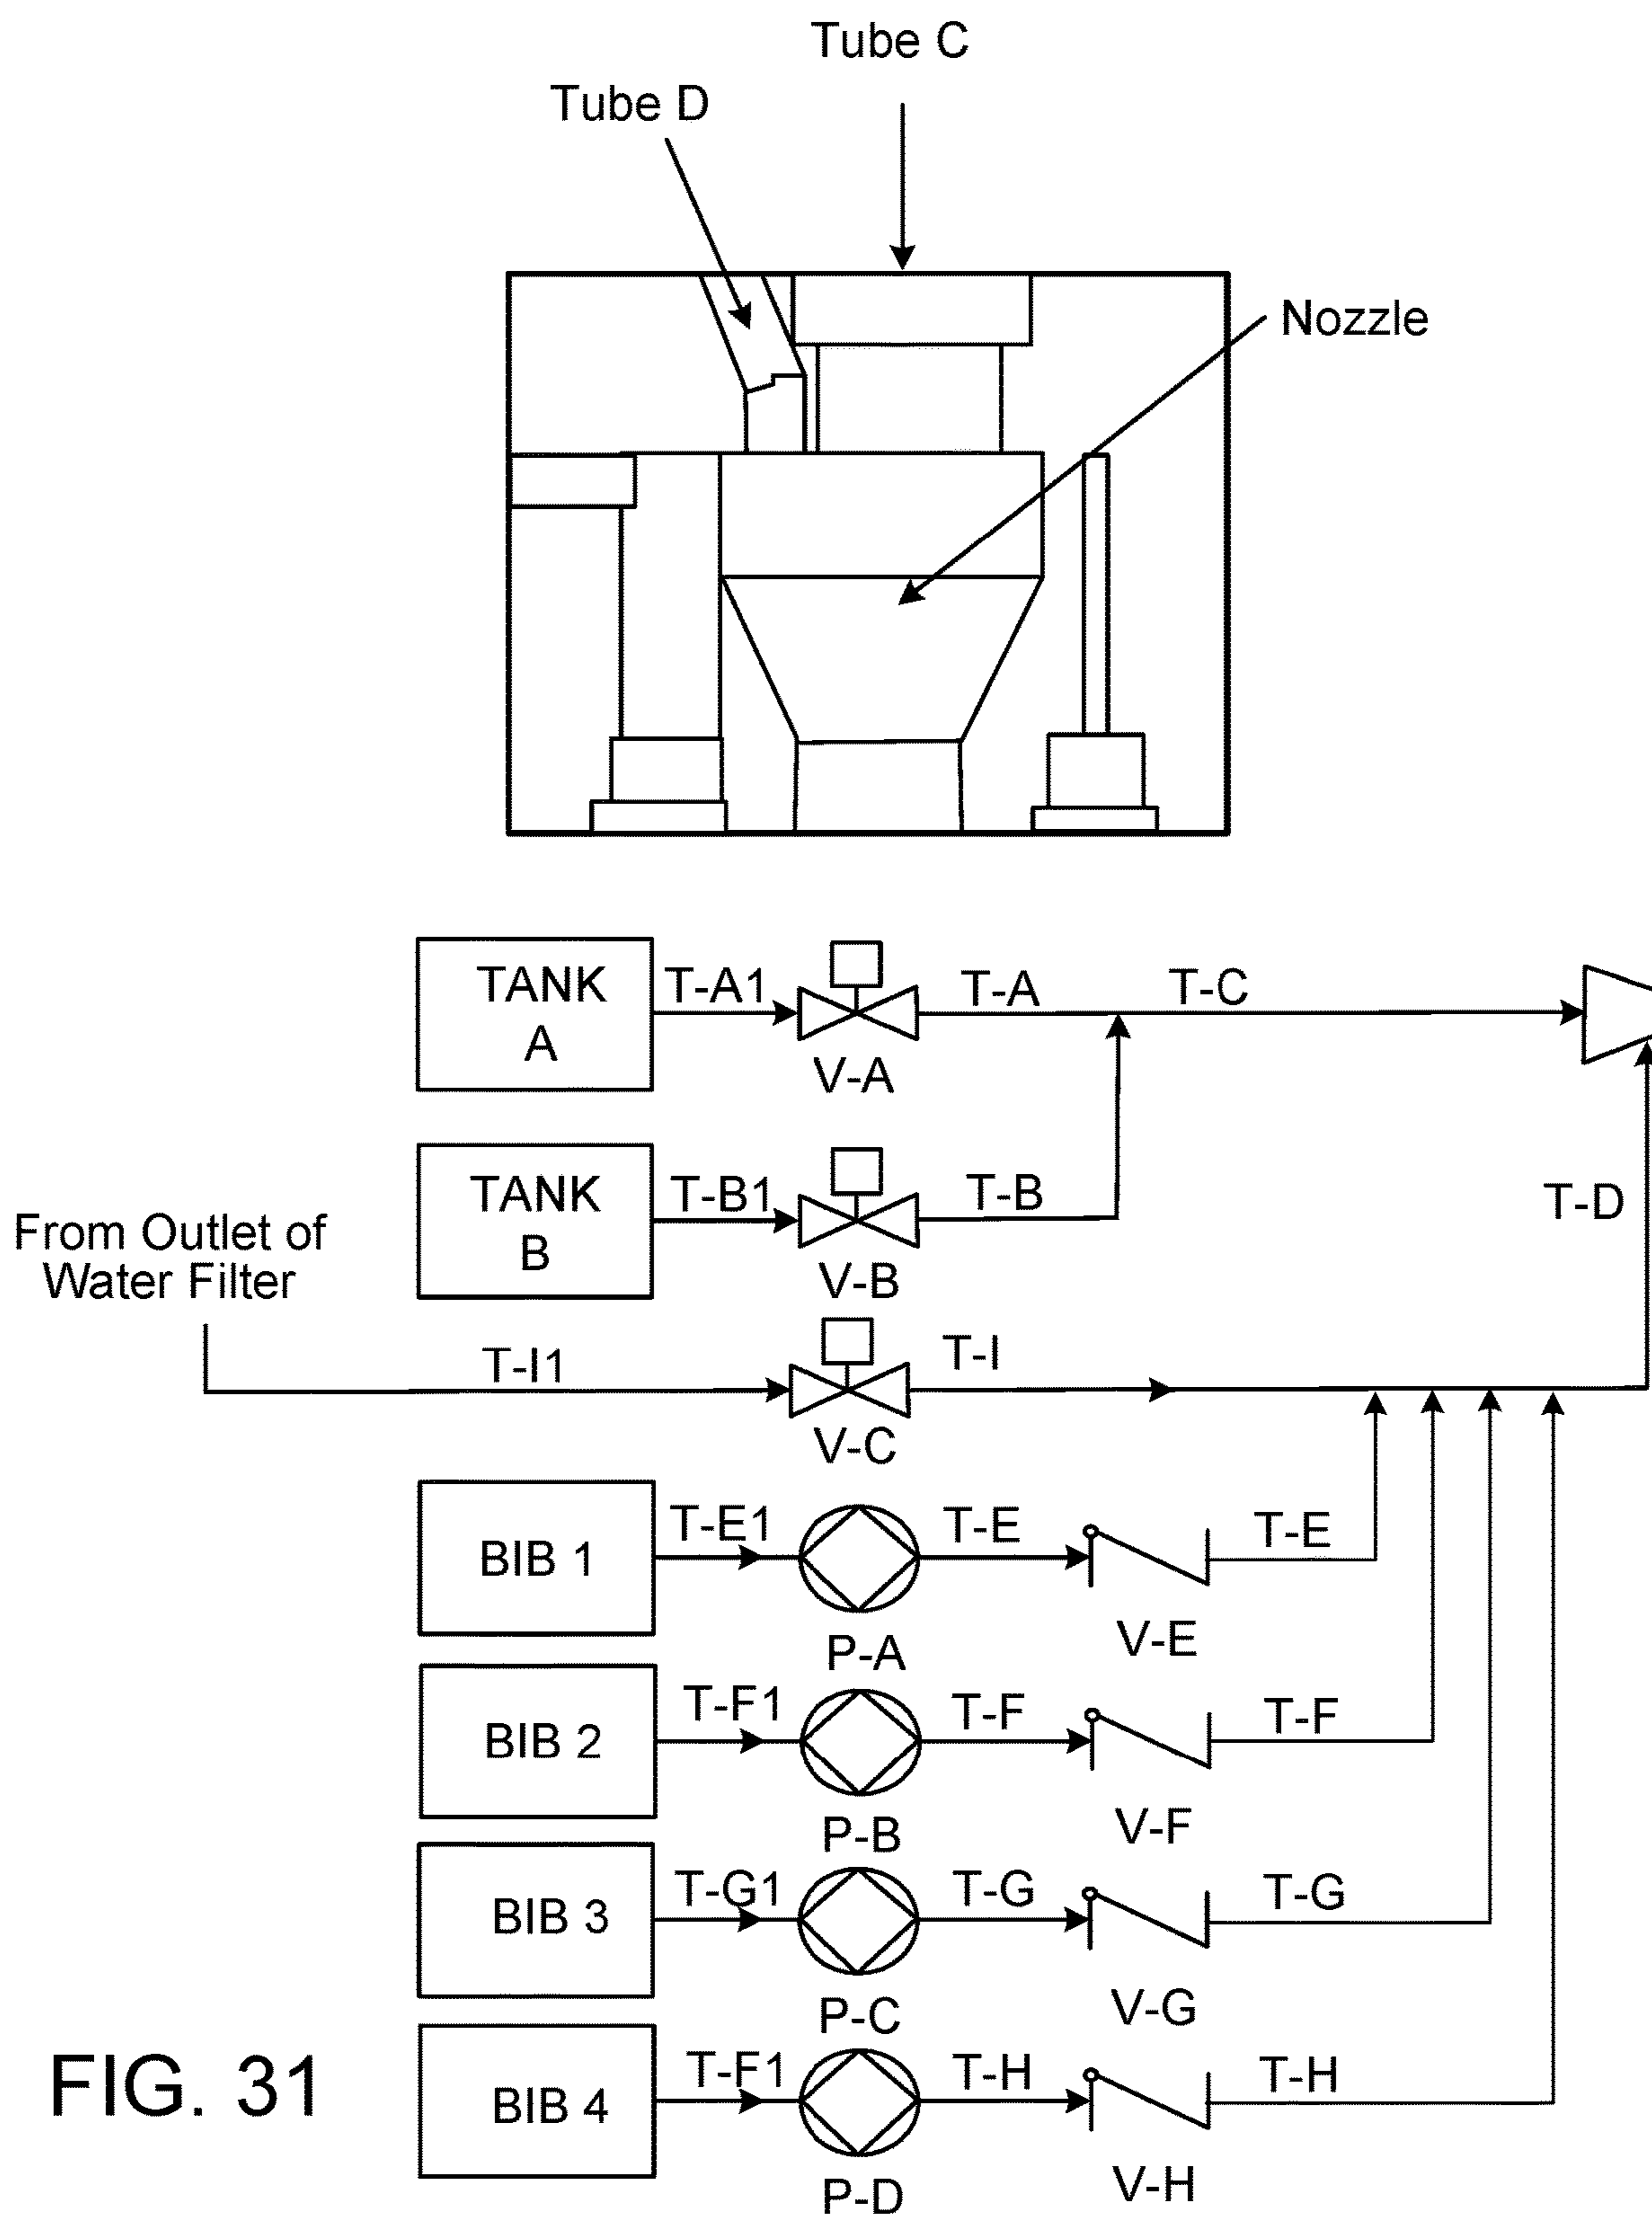 Tube C
Tube D
Nozzle
TANK
A
T-A1
V-A
T-A
T-C
TANK
B
T-B1
V-B
T-B
T-D
From Outlet of
Water Filter
T-I1
V-C
T-I
BIB 1
T-E1
P-A
T-E
V-E
T-E
BIB 2
T-F1
P-B
T-F
V-F
T-F
BIB 3
T-G1
P-C
T-G
V-G
T-G
BIB 4
T-F1
P-D
T-H
V-H
T-H
FIG. 31